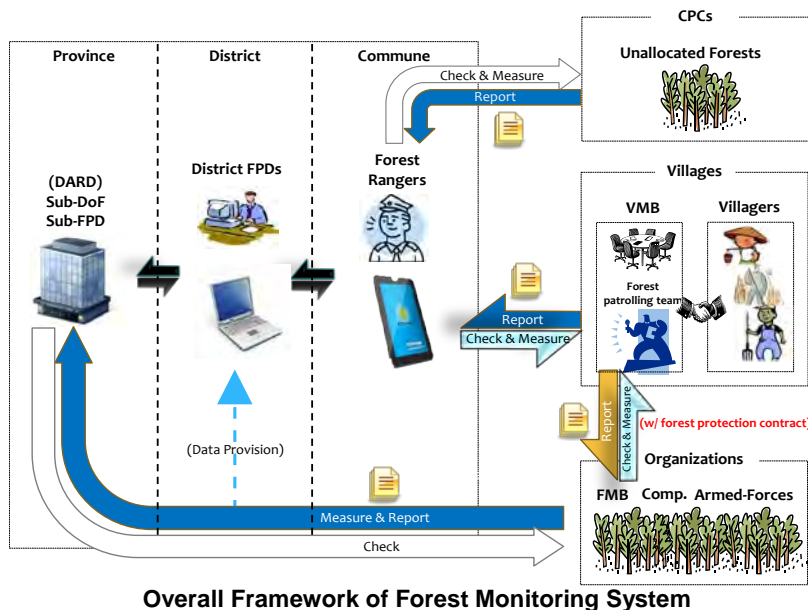 Province
District
Commune
CPCs
Unallocated Forests
Check & Measure
Report
(DARD)
Sub-DoF
Sub-FPD
District FPDs
Forest
Rangers
Villages
VMB
Villagers
Forest
patrolling team
Report
Check & Measure
Report
Check & Measure
(w/ forest protection contract)
(Data Provision)
Organizations
FMB
Comp.
Armed-Forces
Measure & Report
Check
Overall Framework of Forest Monitoring System